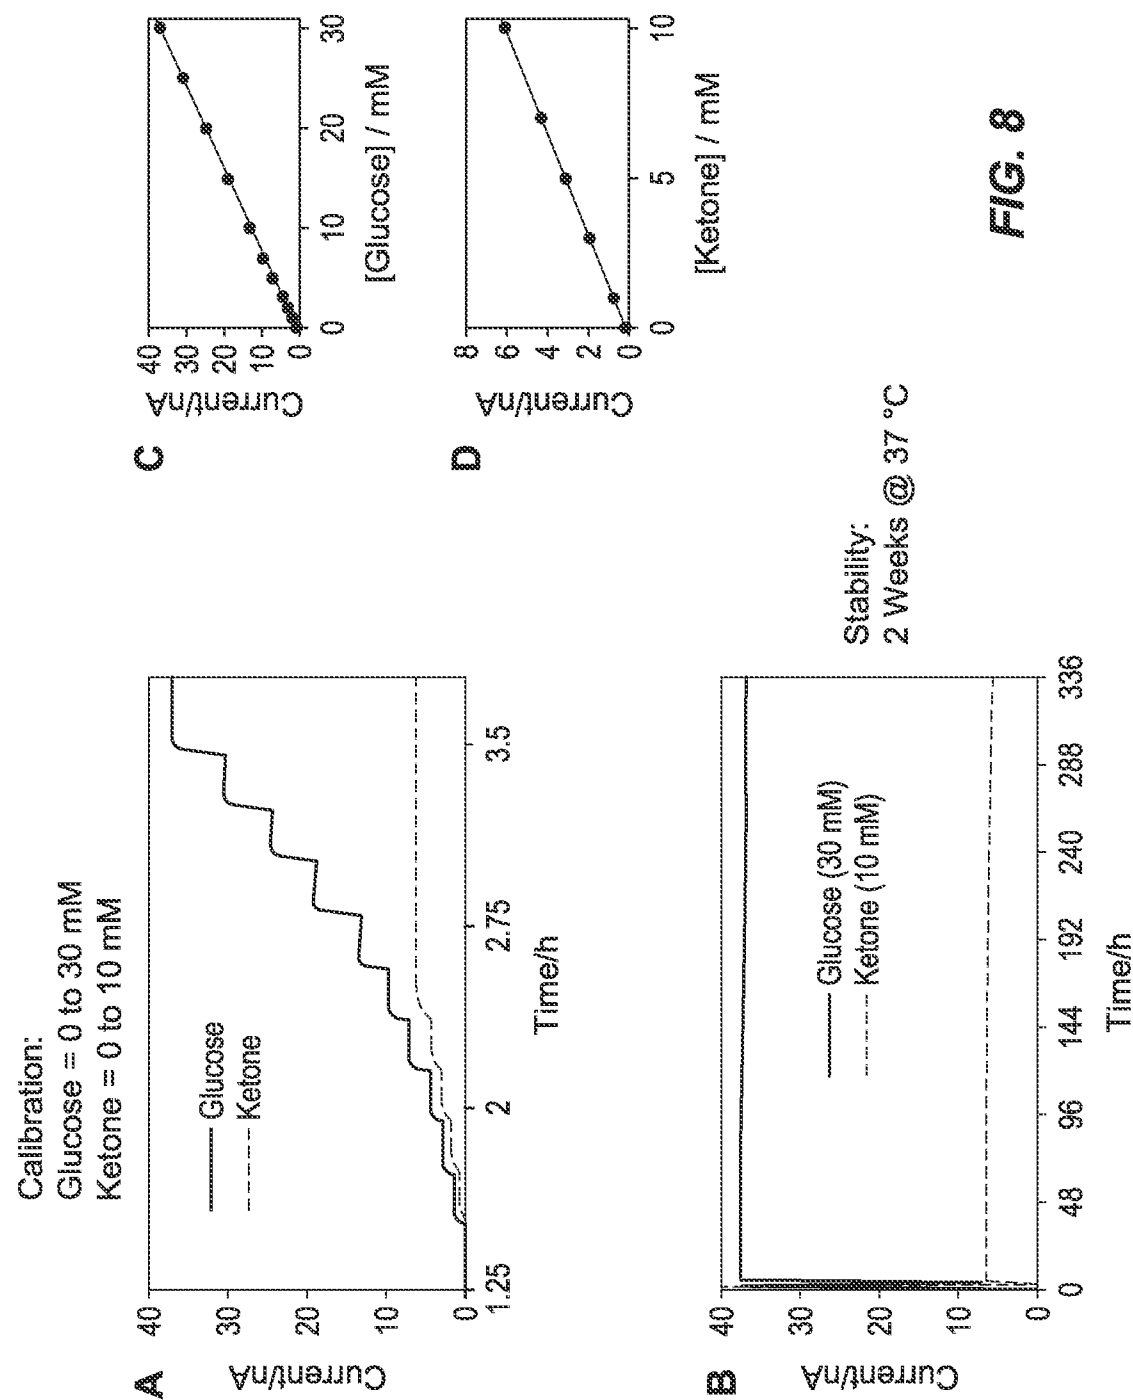 Calibration:
Glucose = 0 to 30 mM
Ketone = 0 to 10 mM
A
Current/nA
40
30
20
10
0
Glucose
Ketone
1.25
2
2.75
3.5
Time/h
B
Current/nA
40
30
20
10
0
Glucose (30 mM)
Ketone (10 mM)
0
48
96
144
192
240
288
336
Time/h
Stability:
2 Weeks @ 37 °C
C
Current/nA
40
30
20
10
0
0
10
20
30
[Glucose] / mM
D
Current/nA
8
6
4
2
0
0
5
10
[Ketone] / mM
FIG. 8